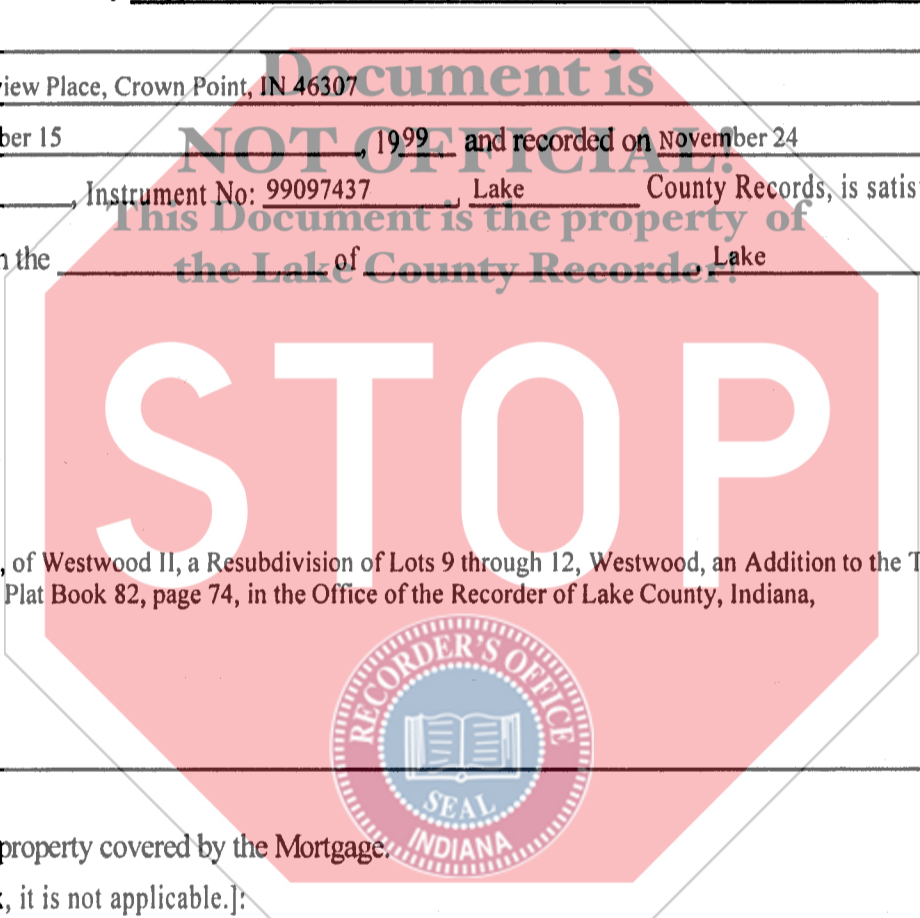 Document is
iew Place, Crown Point, IN 46307
NOT OFFICIAL!
ber 15 , 1999 and recorded on November 24
, Instrument No: 99097437 , Lake County Records, is satis
This Document is the property of
the Lake County Recorder!
n the of , Lake
STOP
, of Westwood II, a Resubdivision of Lots 9 through 12, Westwood, an Addition to the T
Plat Book 82, page 74, in the Office of the Recorder of Lake County, Indiana,
RECORDER'S OFFICE
SEAL
INDIANA
property covered by the Mortgage.
, it is not applicable.]: